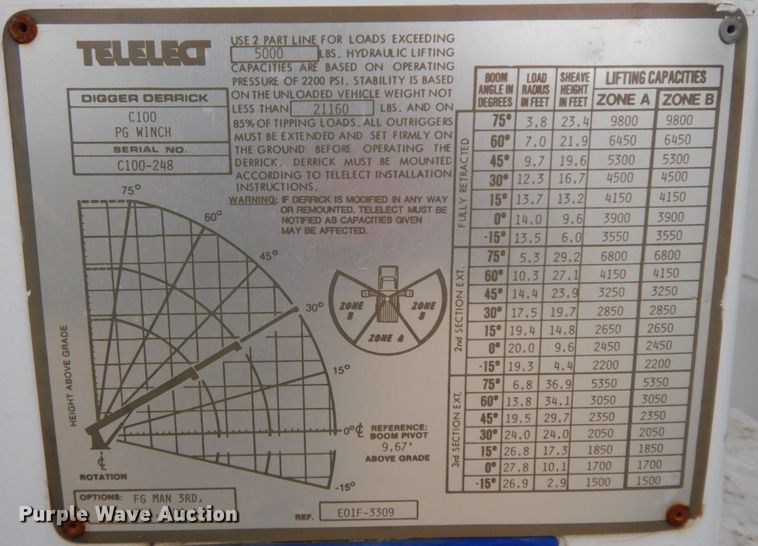 TELELECT
DIGGER DERRICK
C100
PG WINCH
SERIAL NO.
C100-248
USE 2 PART LINE FOR LOADS EXCEEDING
5000 LBS. HYDRAULIC LIFTING
CAPACITIES ARE BASED ON OPERATING
PRESSURE OF 2200 PSI. STABILITY IS BASED
ON THE UNLOADED VEHICLE WEIGHT NOT
LESS THAN 21160 LBS. AND ON
85% OF TIPPING LOADS. ALL OUTRIGGERS
MUST BE EXTENDED AND SET FIRMLY ON
THE GROUND BEFORE OPERATING THE
DERRICK. DERRICK MUST BE MOUNTED
ACCORDING TO TELELECT INSTALLATION
INSTRUCTIONS.
WARNING: IF DERRICK IS MODIFIED IN ANY WAY
OR REMOUNTED, TELELECT MUST BE
NOTIFIED AS CAPACITIES GIVEN
MAY BE AFFECTED.
75°
60°
45°
30°
15°
0° ℄
-15°
HEIGHT ABOVE GRADE
℄
ROTATION
ZONE B
ZONE A
ZONE B
REFERENCE:
BOOM PIVOT
9.67'
ABOVE GRADE
OPTIONS: FG MAN 3RD,
REF. E01F-3309
BOOM ANGLE IN DEGREES LOAD RADIUS IN FEET SHEAVE HEIGHT IN FEET LIFTING CAPACITIES
ZONE A ZONE B
FULLY RETRACTED
75° 3.8 23.4 9800 9800
60° 7.0 21.9 6450 6450
45° 9.7 19.6 5300 5300
30° 12.3 16.7 4500 4500
15° 13.7 13.2 4150 4150
0° 14.0 9.6 3900 3900
-15° 13.5 6.0 3550 3550
2nd SECTION EXT.
75° 5.3 29.2 6800 6800
60° 10.3 27.1 4150 4150
45° 14.4 23.9 3250 3250
30° 17.5 19.7 2850 2850
15° 19.4 14.8 2650 2650
0° 20.0 9.6 2450 2450
-15° 19.3 4.4 2200 2200
3rd SECTION EXT.
75° 6.8 36.9 5350 5350
60° 13.8 34.1 3050 3050
45° 19.5 29.7 2350 2350
30° 24.0 24.0 2050 2050
15° 26.8 17.3 1850 1850
0° 27.8 10.1 1700 1700
-15° 26.9 2.9 1500 1500
Purple Wave Auction